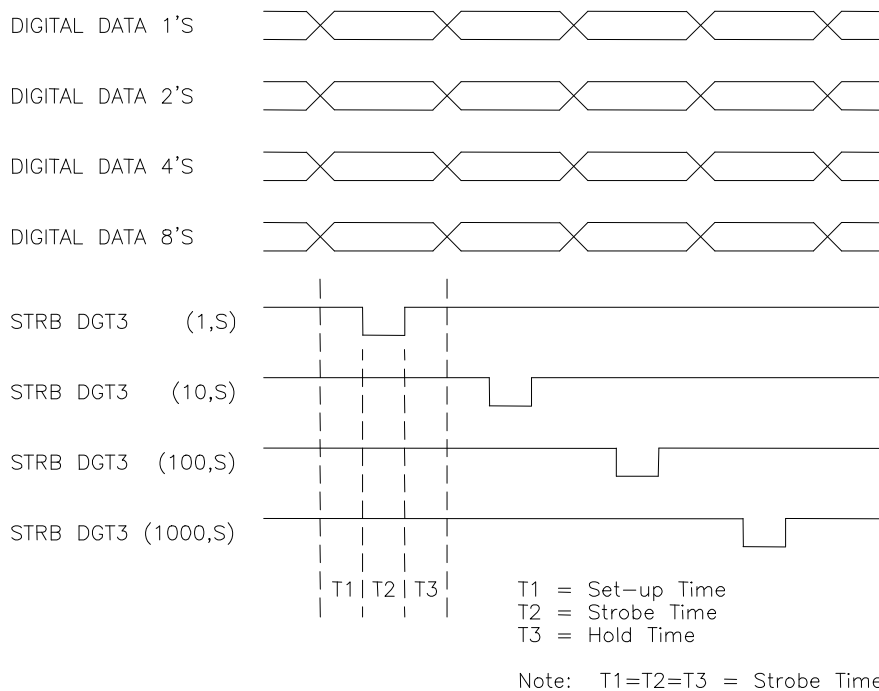 DIGITAL DATA 1'S
DIGITAL DATA 2'S
DIGITAL DATA 4'S
DIGITAL DATA 8'S
STRB DGT3 (1,S)
STRB DGT3 (10,S)
STRB DGT3 (100,S)
STRB DGT3 (1000,S)
T1 T2 T3
T1 = Set-up Time
T2 = Strobe Time
T3 = Hold Time
Note: T1=T2=T3 = Strobe Time